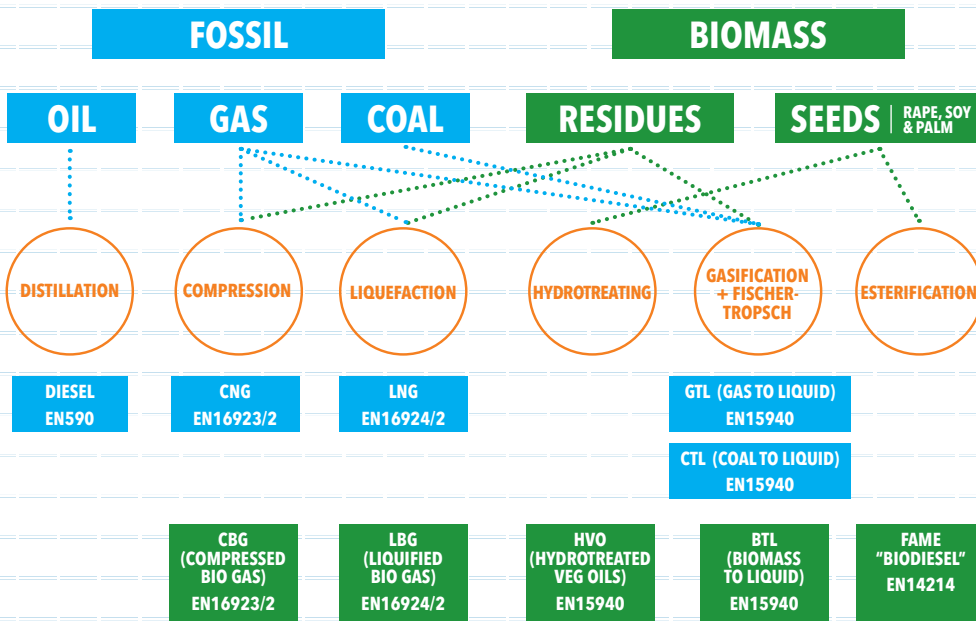 FOSSIL
BIOMASS
OIL
GAS
COAL
RESIDUES
SEEDS
RAPE, SOY
& PALM
DISTILLATION
COMPRESSION
LIQUEFACTION
HYDROTREATING
GASIFICATION
+ FISCHER-
TROPSCH
ESTERIFICATION
DIESEL
EN590
CNG
EN16923/2
LNG
EN16924/2
GTL (GAS TO LIQUID)
EN15940
CTL (COAL TO LIQUID)
EN15940
CBG
(COMPRESSED
BIO GAS)
EN16923/2
LBG
(LIQUIFIED
BIO GAS)
EN16924/2
HVO
(HYDROTREATED
VEG OILS)
EN15940
BTL
(BIOMASS
TO LIQUID)
EN15940
FAME
"BIODIESEL"
EN14214